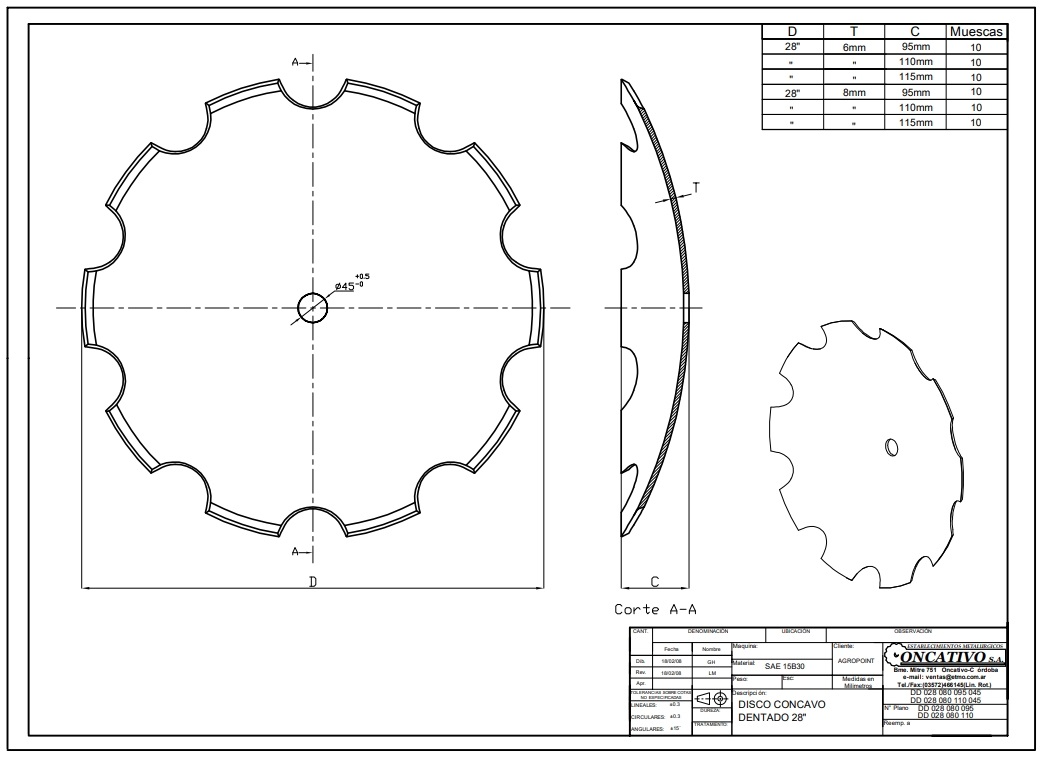 D T C Muescas
28" 6mm 95mm 10
" " 110mm 10
" " 115mm 10
28" 8mm 95mm 10
" " 110mm 10
" " 115mm 10
A
T
+0.5
Ø45 -0
A
D
C
Corte A-A
CANT. DENOMINACIÓN UBICACIÓN OBSERVACIÓN
Fecha Nombre
Dib. 18/02/08 GH
Rev. 18/02/08 LM
Apr.
Maquina:
Material: SAE 15B30
Peso: Esc:
Cliente:
AGROPOINT
Medidas en
Milímetros
ESTABLECIMIENTOS METALURGICOS
ONCATIVO S.A.
Bme. Mitre 751 Oncativo-C órdoba
e-mail: ventas@etmo.com.ar
Tel./Fax:(03572)466145(Lin. Rot.)
TOLERANCIAS SOBRE COTAS
NO ESPECIFICADAS
LINEALES: ±0.3
CIRCULARES: ±0.3
ANGULARES: ±15'
DUREZA
TRATAMIENTO
Descripción:
DISCO CONCAVO
DENTADO 28"
DD 028 080 095 045
DD 028 080 110 045
N° Plano DD 028 080 095
DD 028 080 110
Reemp. a